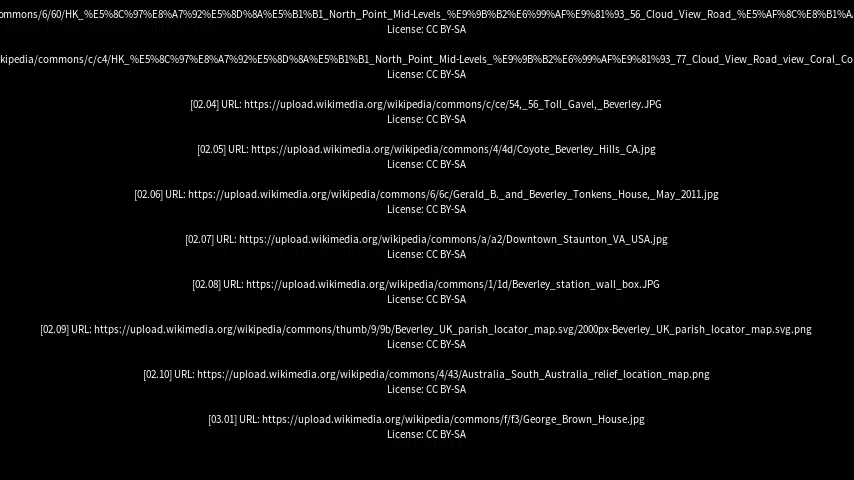 ommons/6/60/HK_%E5%8C%97%E8%A7%92%E5%8D%8A%E5%B1%B1_North_Point_Mid-Levels_%E9%9B%B2%E6%99%AF%E9%81%93_56_Cloud_View_Road_%E5%AF%8C%E8%B1%A
License: CC BY-SA
kipedia/commons/c/c4/HK_%E5%8C%97%E8%A7%92%E5%8D%8A%E5%B1%B1_North_Point_Mid-Levels_%E9%9B%B2%E6%99%AF%E9%81%93_77_Cloud_View_Road_view_Coral_Co
License: CC BY-SA
[02.04] URL: https://upload.wikimedia.org/wikipedia/commons/c/ce/54,_56_Toll_Gavel,_Beverley.JPG
License: CC BY-SA
[02.05] URL: https://upload.wikimedia.org/wikipedia/commons/4/4d/Coyote_Beverley_Hills_CA.jpg
License: CC BY-SA
[02.06] URL: https://upload.wikimedia.org/wikipedia/commons/6/6c/Gerald_B._and_Beverley_Tonkens_House,_May_2011.jpg
License: CC BY-SA
[02.07] URL: https://upload.wikimedia.org/wikipedia/commons/a/a2/Downtown_Staunton_VA_USA.jpg
License: CC BY-SA
[02.08] URL: https://upload.wikimedia.org/wikipedia/commons/1/1d/Beverley_station_wall_box.JPG
License: CC BY-SA
[02.09] URL: https://upload.wikimedia.org/wikipedia/commons/thumb/9/9b/Beverley_UK_parish_locator_map.svg/2000px-Beverley_UK_parish_locator_map.svg.png
License: CC BY-SA
[02.10] URL: https://upload.wikimedia.org/wikipedia/commons/4/43/Australia_South_Australia_relief_location_map.png
License: CC BY-SA
[03.01] URL: https://upload.wikimedia.org/wikipedia/commons/f/f3/George_Brown_House.jpg
License: CC BY-SA